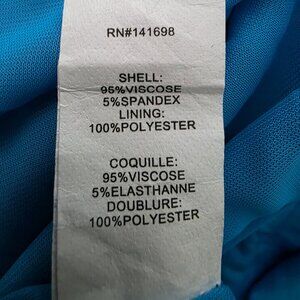 RN#141698
SHELL:
95%VISCOSE
5%SPANDEX
LINING:
100%POLYESTER
COQUILLE:
95%VISCOSE
5%ELASTHANNE
DOUBLURE:
100%POLYESTER